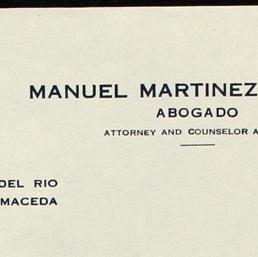 MANUEL MARTINEZ
ABOGADO
ATTORNEY AND COUNSELOR A
DEL RIO
MACEDA